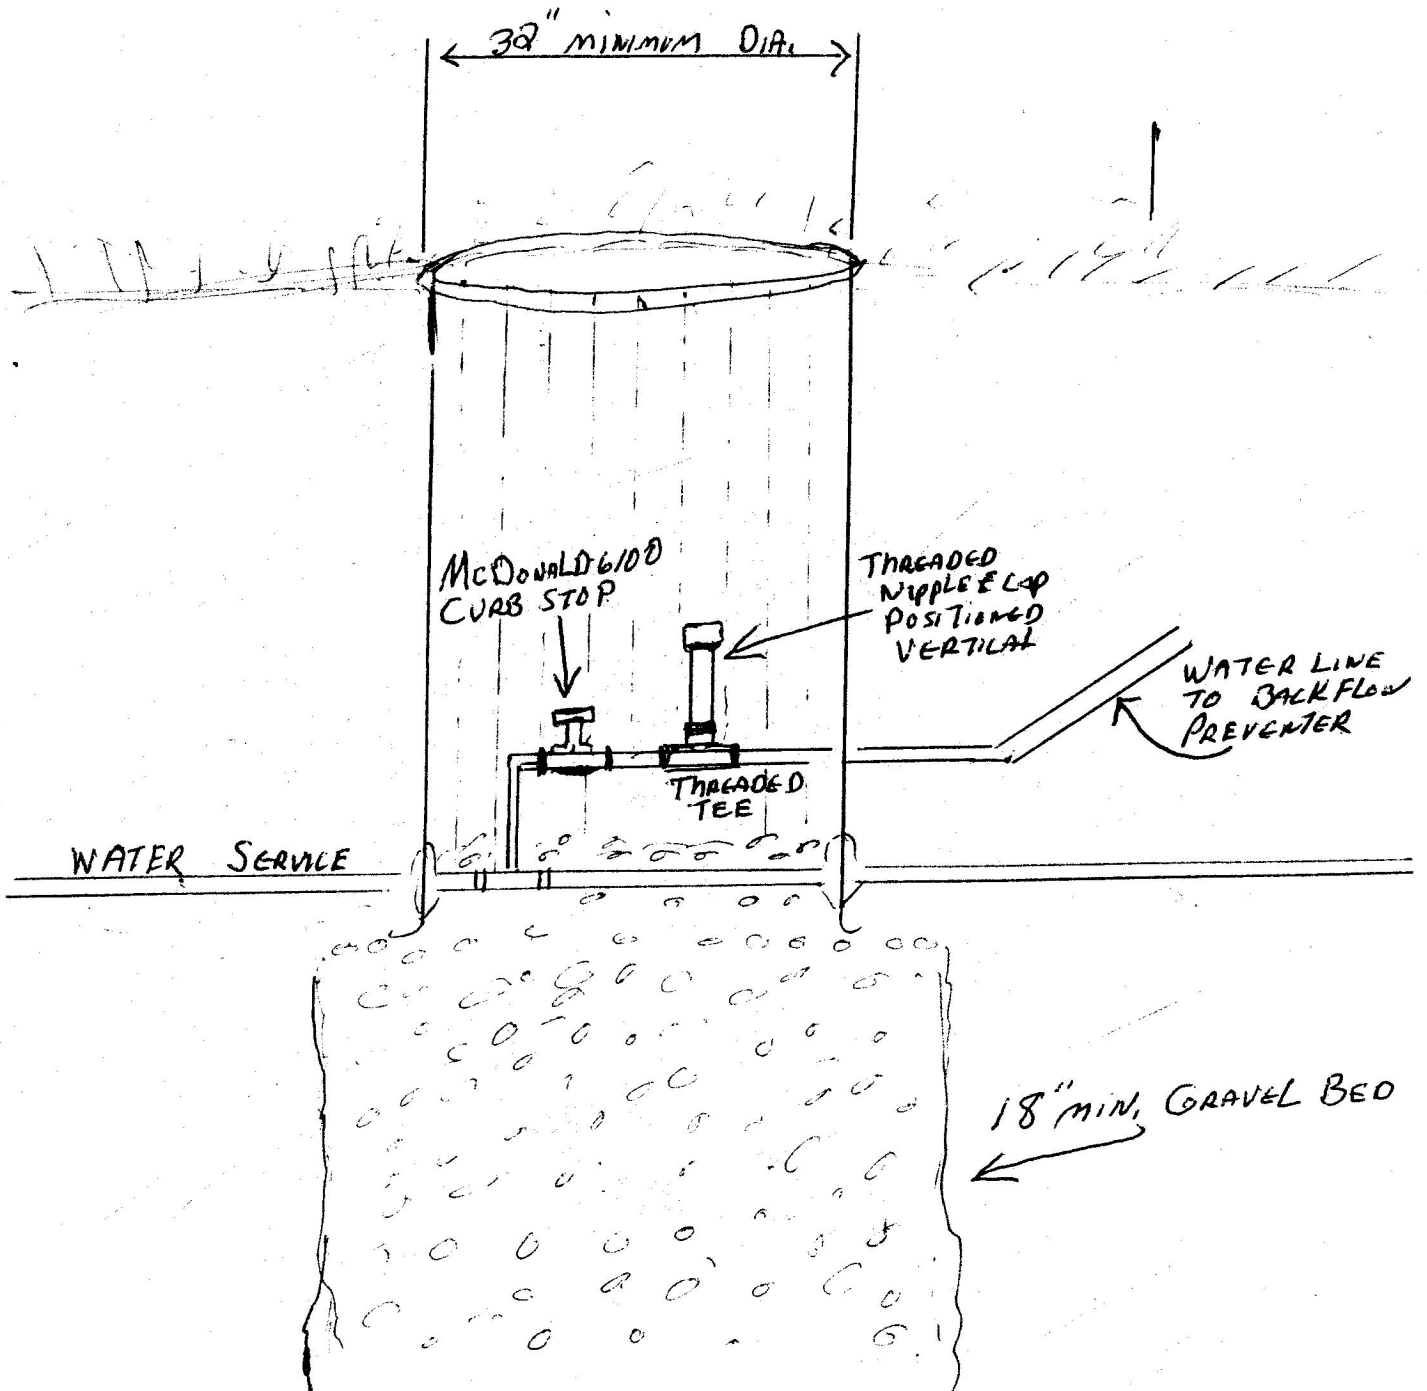 32" MINIMUM DIA.
McDONALD 6100
CURB STOP
THREADED
NIPPLE & CAP
POSITIONED
VERTICAL
WATER LINE
TO BACKFLOW
PREVENTER
THREADED
TEE
WATER SERVICE
18" MIN. GRAVEL BED